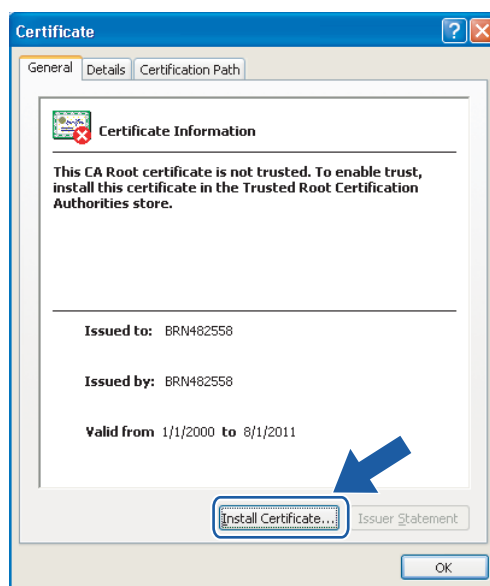 Certificate
General Details Certification Path
Certificate Information
This CA Root certificate is not trusted. To enable trust,
install this certificate in the Trusted Root Certification
Authorities store.
Issued to: BRN482558
Issued by: BRN482558
Valid from 1/1/2000 to 8/1/2011
Install Certificate... Issuer Statement
OK